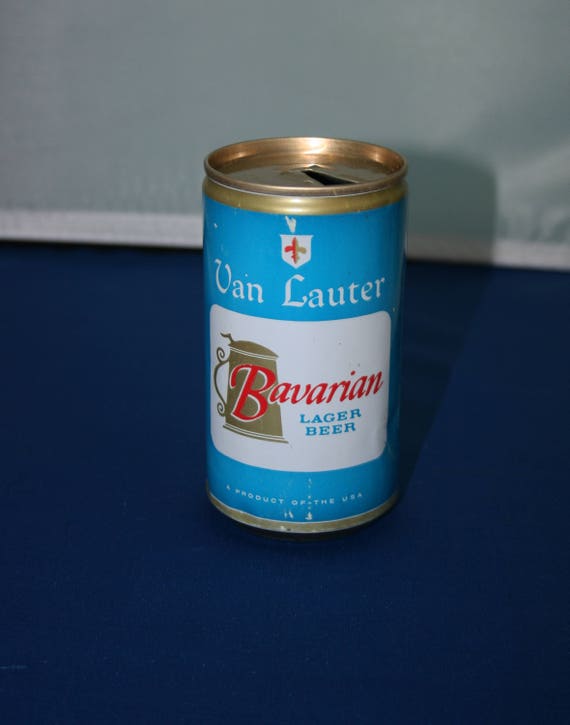 Van Lauter
Bavarian
LAGER
BEER
A PRODUCT OF THE USA